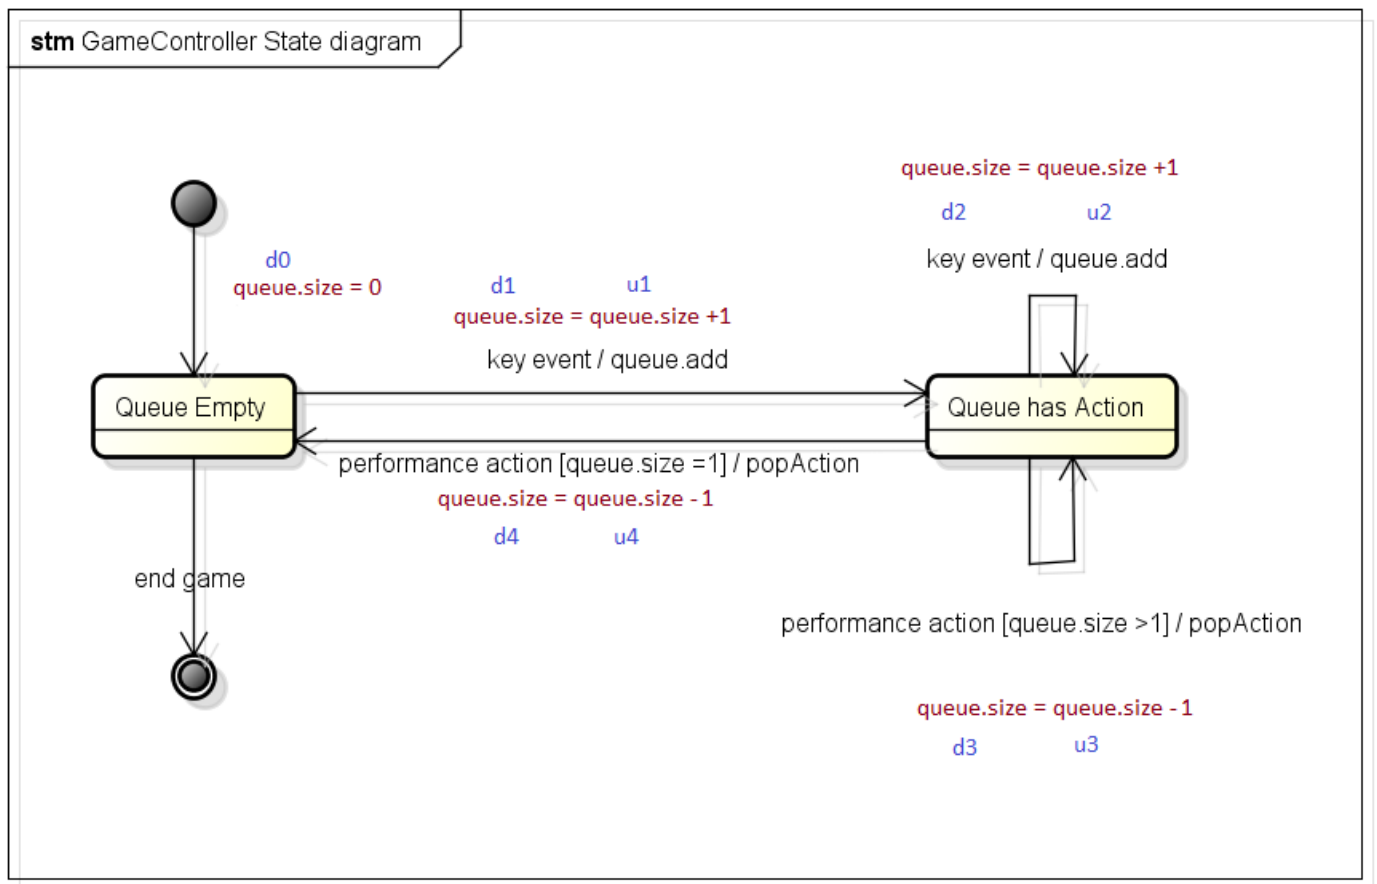 stm GameController State diagram
queue.size = queue.size +1
d2 u2
key event / queue.add
d0
queue.size = 0
d1 u1
queue.size = queue.size +1
key event / queue.add
Queue Empty
Queue has Action
performance action [queue.size =1] / popAction
queue.size = queue.size - 1
d4 u4
end game
performance action [queue.size >1] / popAction
queue.size = queue.size - 1
d3 u3